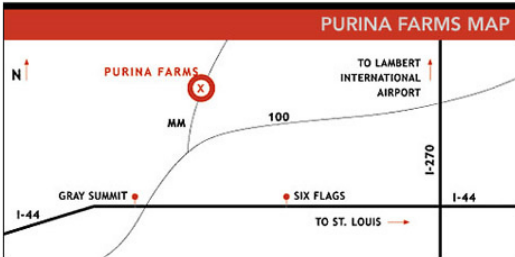 PURINA FARMS MAP
N
PURINA FARMS
X
TO LAMBERT
INTERNATIONAL
AIRPORT
MM
100
I-270
GRAY SUMMIT
SIX FLAGS
I-44
I-44
TO ST. LOUIS